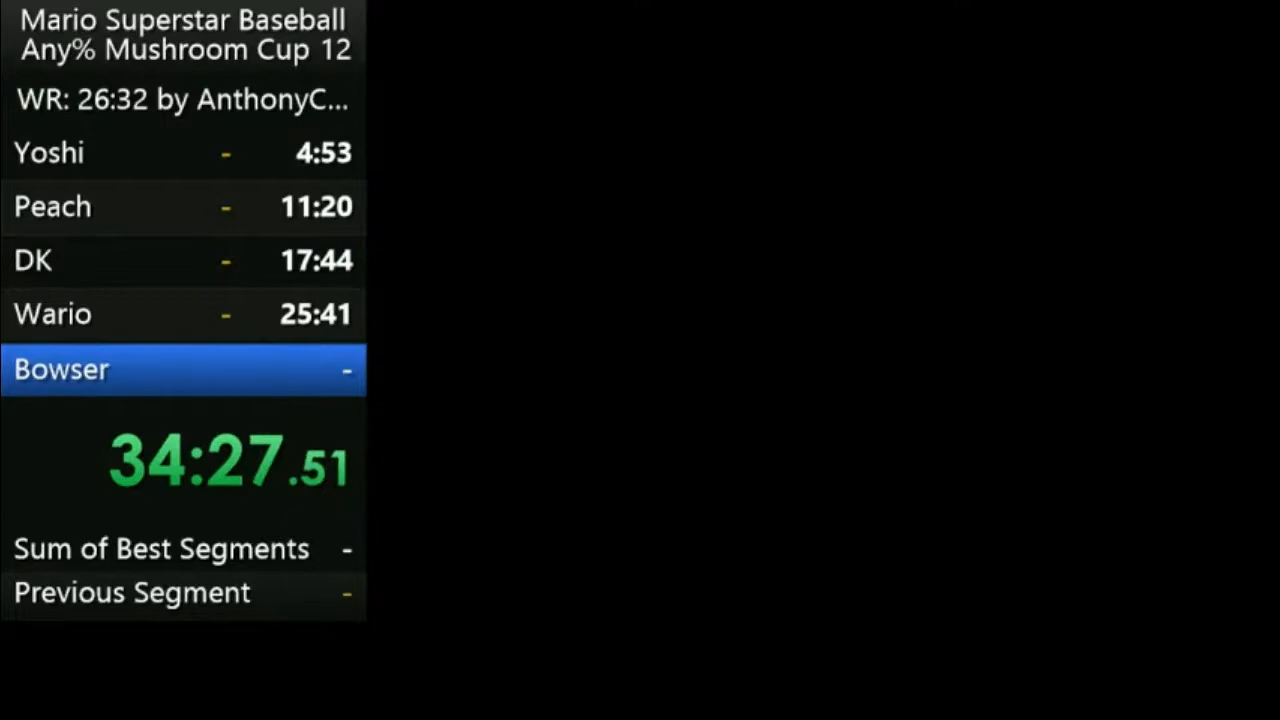 Mario Superstar Baseball
Any% Mushroom Cup 12
WR: 26:32 by AnthonyC...
Yoshi - 4:53
Peach - 11:20
DK - 17:44
Wario - 25:41
Bowser -
34:27.51
Sum of Best Segments -
Previous Segment -